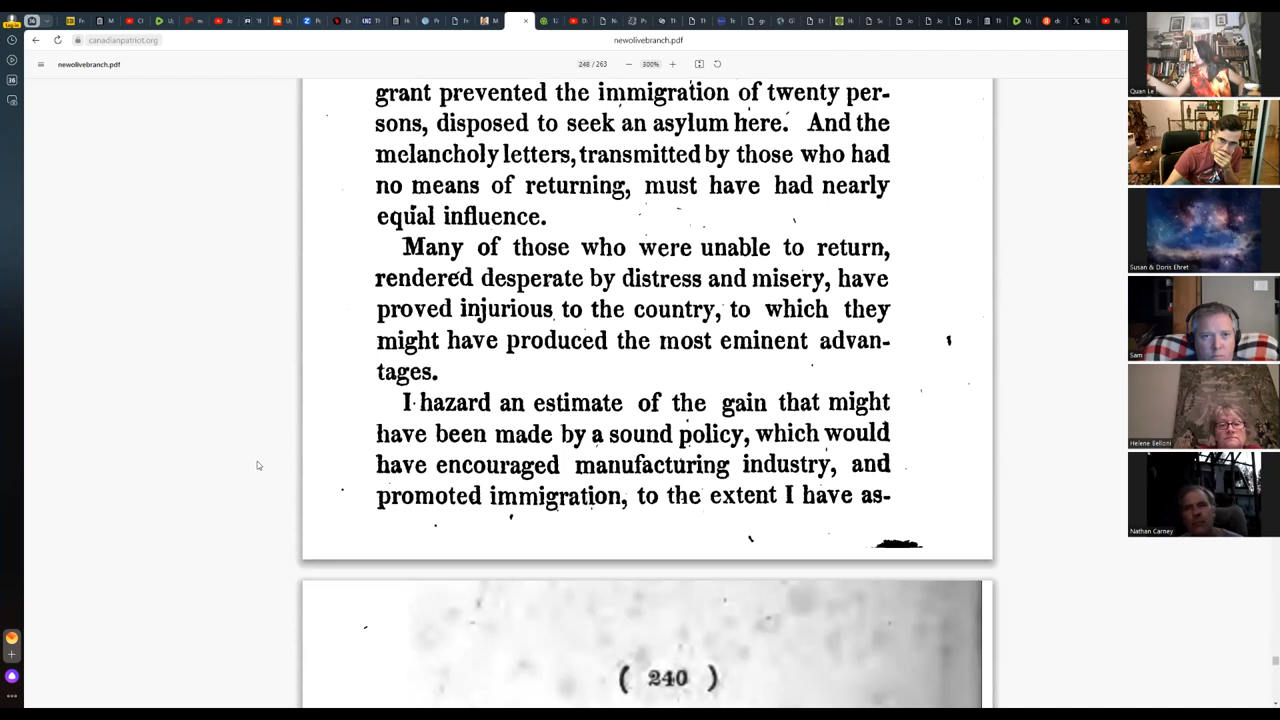 canadianpatriot.org
newolivebranch.pdf
newolivebranch.pdf
248 / 263
300%
grant prevented the immigration of twenty per-
sons, disposed to seek an asylum here. And the
melancholy letters, transmitted by those who had
no means of returning, must have had nearly
equal influence.
Many of those who were unable to return,
rendered desperate by distress and misery, have
proved injurious to the country, to which they
might have produced the most eminent advan-
tages.
I hazard an estimate of the gain that might
have been made by a sound policy, which would
have encouraged manufacturing industry, and
promoted immigration, to the extent I have as-
( 240 )
Quan Le
Susan & Doris Ehret
Sam
Helene Belloni
Nathan Carney